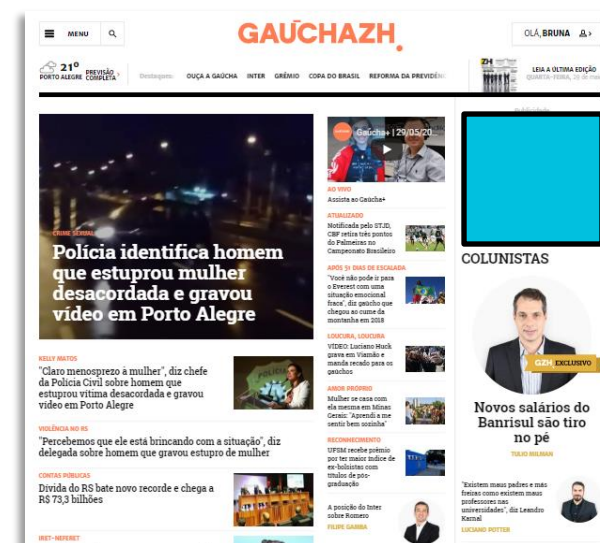 MENU
GAÚCHAZH.
OLÁ, BRUNA
21º
PORTO ALEGRE
PREVISÃO
COMPLETA
Destaques:
OUÇA A GAÚCHA INTER GRÊMIO COPA DO BRASIL REFORMA DA PREVIDÊN
ZH
LEIA A ÚLTIMA EDIÇÃO
QUARTA-FEIRA,
Publicidade
CRIME SEXUAL
Polícia identifica homem
que estuprou mulher
desacordada e gravou
vídeo em Porto Alegre
KELLY MATOS
"Claro menosprezo à mulher", diz chefe
da Polícia Civil sobre homem que
estuprou vítima desacordada e gravou
vídeo em Porto Alegre
POLÍCIA
VIOLÊNCIA NO RS
"Percebemos que ele está brincando com a situação", diz
delegada sobre homem que gravou estupro de mulher
CONTAS PÚBLICAS
Dívida do RS bate novo recorde e chega a
R$ 73,3 bilhões
IRET-NEFERET
Gaúcha+ | 29/05/20...
AO VIVO
Assista ao Gaúcha+
ATUALIZADO
Notificada pelo STJD,
CBF retira três pontos
do Palmeiras no
Campeonato Brasileiro
APÓS 51 DIAS DE ESCALADA
"Você não pode ir para
o Everest com uma
situação emocional
fraca", diz gaúcho que
chegou ao cume da
montanha em 2018
LOUCURA, LOUCURA
VÍDEO: Luciano Huck
grava em Viamão e
manda recado para os
gaúchos
AMOR PRÓPRIO
Mulher se casa com
ela mesma em Minas
Gerais: "Aprendi a me
sentir bem sozinha"
RECONHECIMENTO
UFSM recebe prêmio
por ter maior índice de
ex-bolsistas com
títulos de pós-
graduação
A posição do Inter
sobre Romero
FILIPE GAMBA
COLUNISTAS
GZH EXCLUSIVO
Novos salários do
Banrisul são tiro
no pé
TULIO MILMAN
"Existem maus padres e más
freiras como existem maus
professores nas
universidades", diz Leandro
Karnal
LUCIANO POTTER